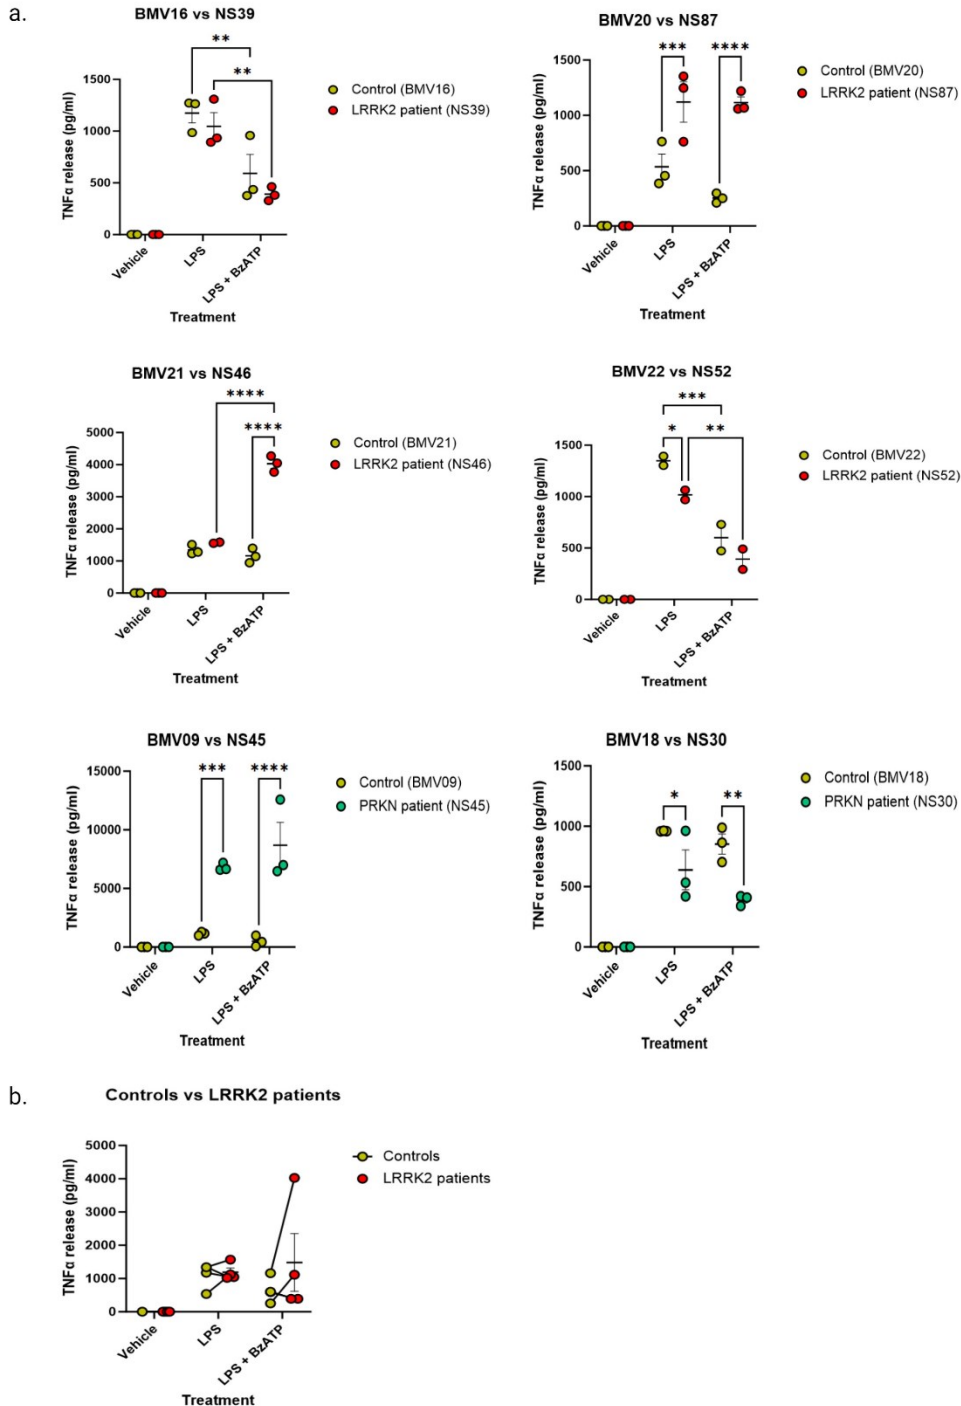 a.
BMV16 vs NS39
**
**
1500
1000
500
0
TNFα release (pg/ml)
Vehicle
LPS
LPS + BzATP
Treatment
Control (BMV16)
LRRK2 patient (NS39)
BMV20 vs NS87
***
****
1500
1000
500
0
TNFα release (pg/ml)
Vehicle
LPS
LPS + BzATP
Treatment
Control (BMV20)
LRRK2 patient (NS87)
BMV21 vs NS46
****
****
5000
4000
3000
2000
1000
0
TNFα release (pg/ml)
Vehicle
LPS
LPS + BzATP
Treatment
Control (BMV21)
LRRK2 patient (NS46)
BMV22 vs NS52
***
*
**
1500
1000
500
0
TNFα release (pg/ml)
Vehicle
LPS
LPS + BzATP
Treatment
Control (BMV22)
LRRK2 patient (NS52)
BMV09 vs NS45
***
****
15000
10000
5000
0
TNFα release (pg/ml)
Vehicle
LPS
LPS + BzATP
Treatment
Control (BMV09)
PRKN patient (NS45)
BMV18 vs NS30
*
**
1500
1000
500
0
TNFα release (pg/ml)
Vehicle
LPS
LPS + BzATP
Treatment
Control (BMV18)
PRKN patient (NS30)
b.
Controls vs LRRK2 patients
5000
4000
3000
2000
1000
0
TNFα release (pg/ml)
Vehicle
LPS
LPS + BzATP
Treatment
Controls
LRRK2 patients